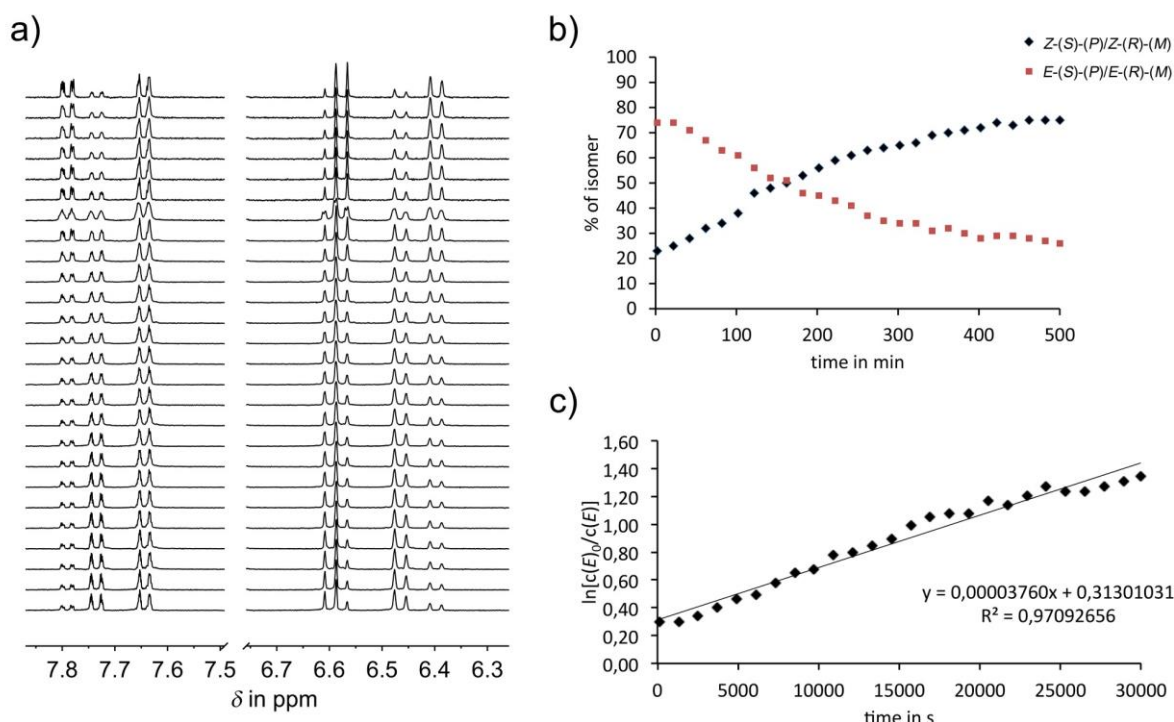 a)
7.8 7.7 7.6 7.5 6.7 6.6 6.5 6.4 6.3
δ in ppm
b)
Z-(S)-(P)/Z-(R)-(M)
E-(S)-(P)/E-(R)-(M)
100
90
80
70
60
50
40
30
20
10
0
% of isomer
0 100 200 300 400 500
time in min
c)
1,60
1,40
1,20
1,00
0,80
0,60
0,40
0,20
0,00
ln[c(E)₀/c(E)]
y = 0,00003760x + 0,31301031
R² = 0,97092656
0 5000 10000 15000 20000 25000 30000
time in s